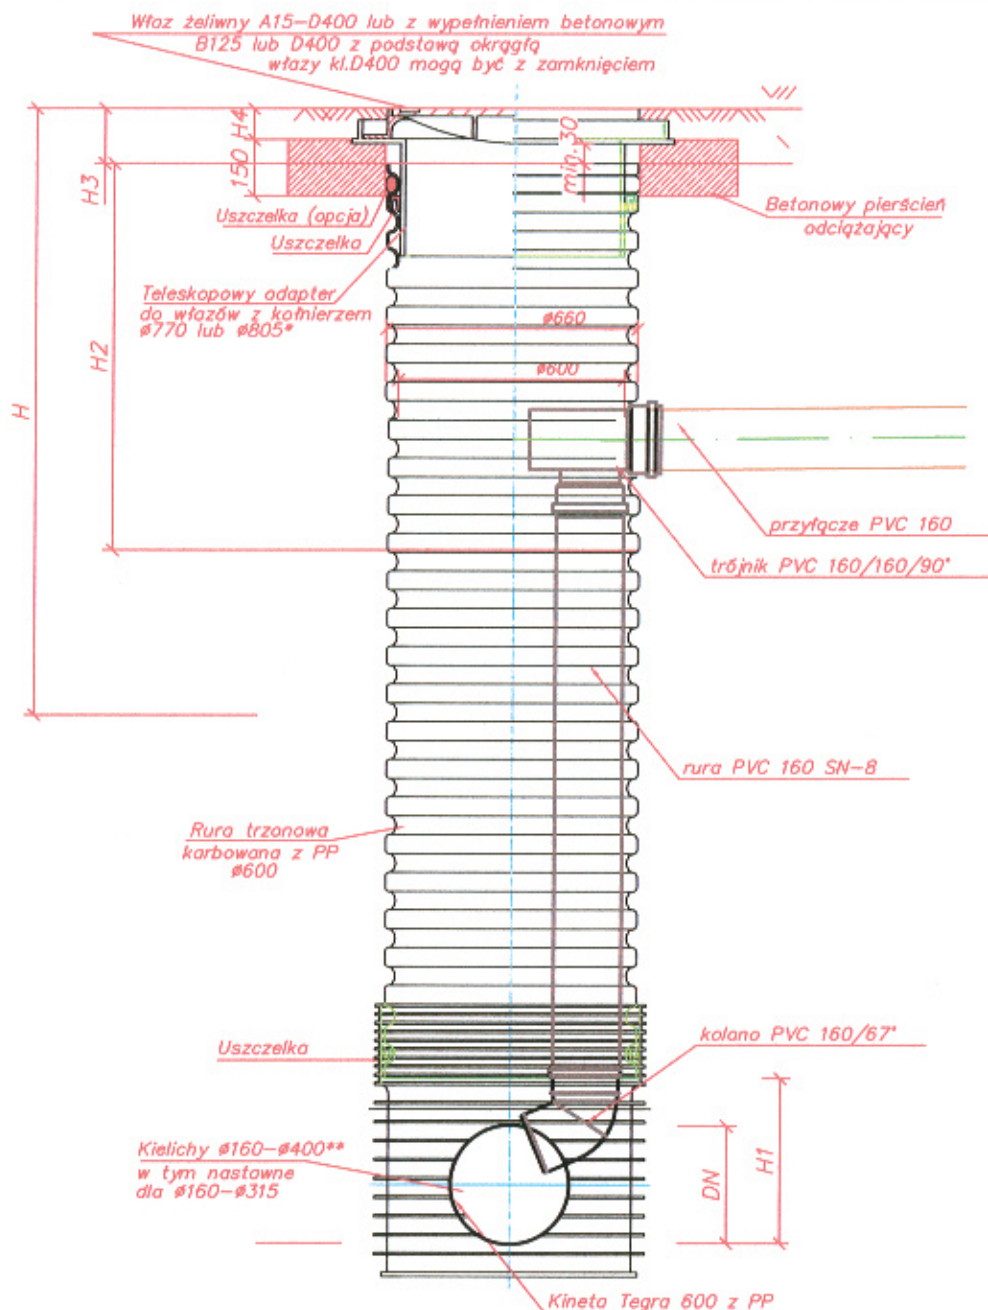 Właz żeliwny A15-D400 lub z wypełnieniem betonowym
B125 lub D400 z podstawą okrągłą
włazy kl.D400 mogą być z zamknięciem
H4
min.30
150
H3
Uszczelka (opcja)
Uszczelka
Betonowy pierścień
odciążający
Teleskopowy adapter
do włazów z kołnierzem
ø770 lub ø805*
ø660
H2
ø600
H
przyłącze PVC 160
trójnik PVC 160/160/90°
rura PVC 160 SN-8
Rura trzonowa
karbowana z PP
ø600
Uszczelka
kolano PVC 160/67°
Kielichy ø160-ø400**
w tym nastawne
dla ø160-ø315
DN
H1
Kineta Tegra 600 z PP